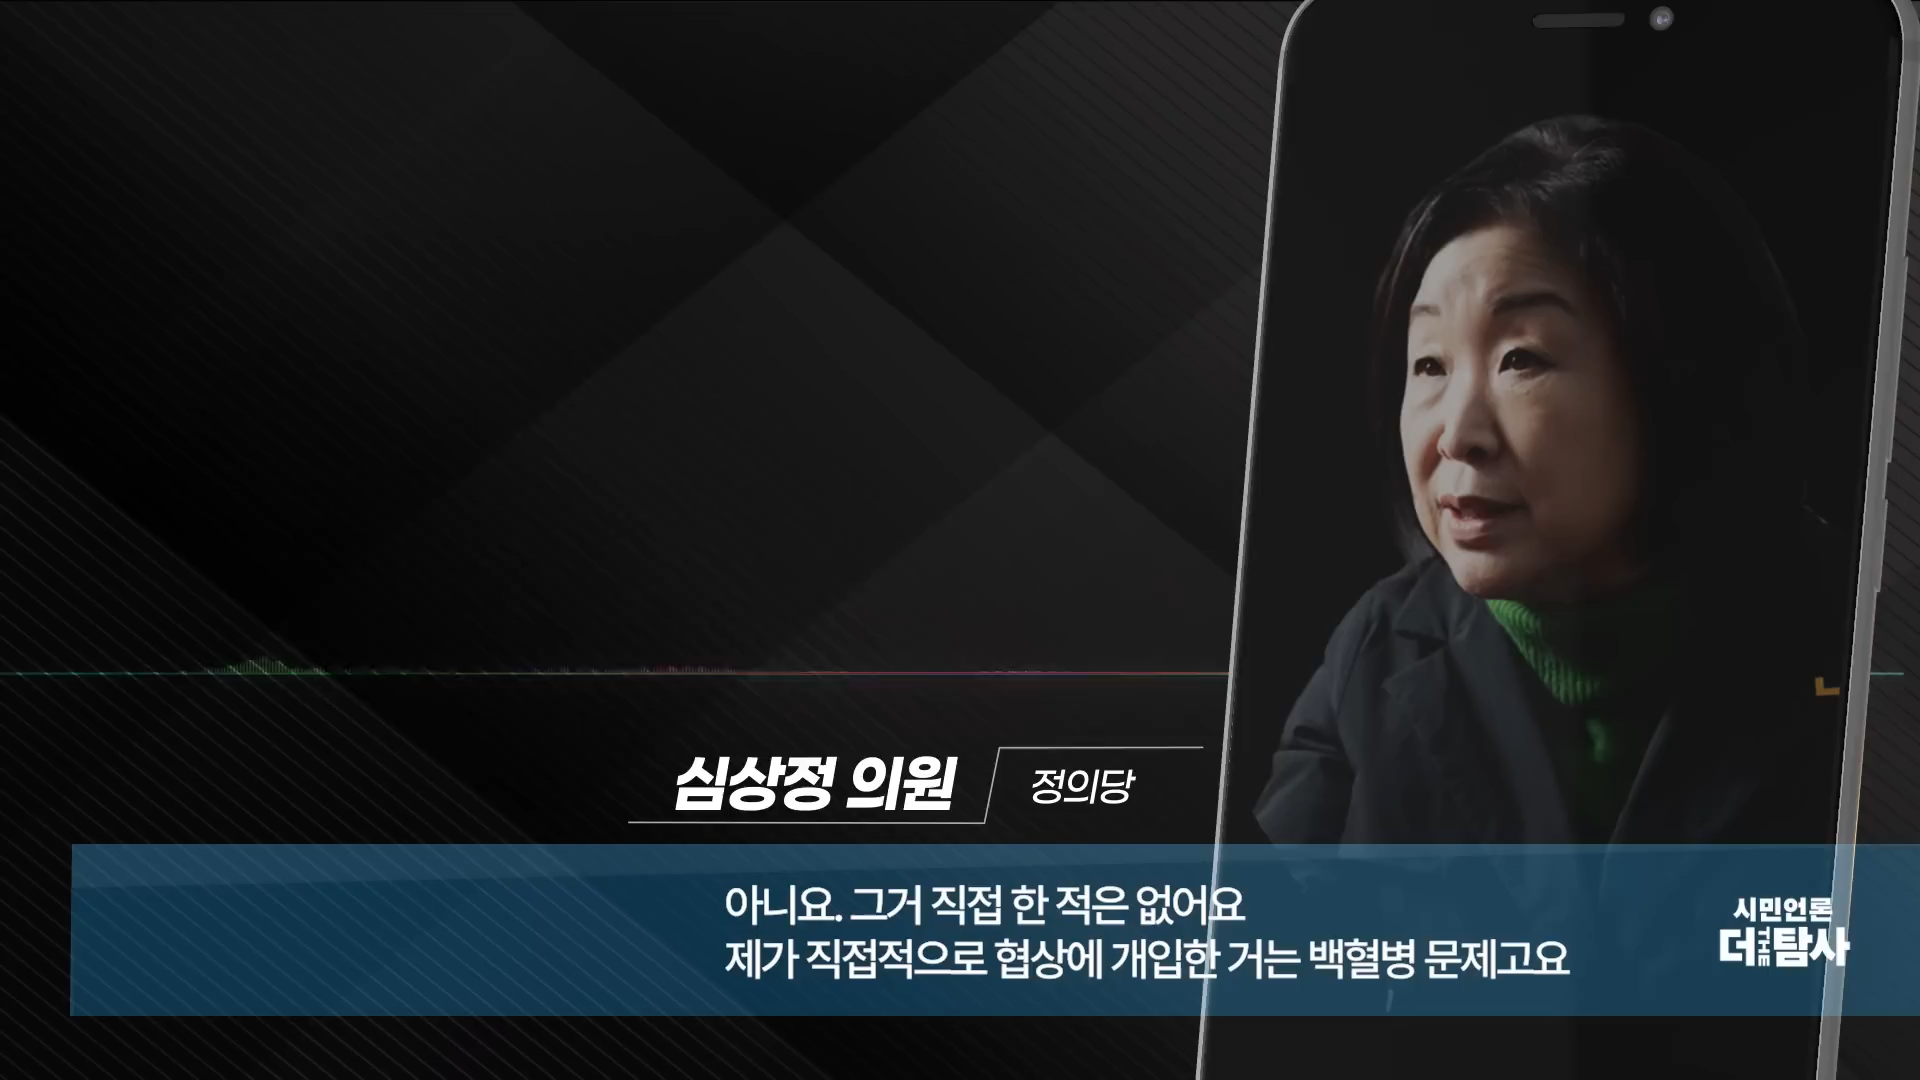 심상정 의원
정의당
아니요. 그거 직접 한 적은 없어요
제가 직접적으로 협상에 개입한 거는 백혈병 문제고요
시민언론
더탐사